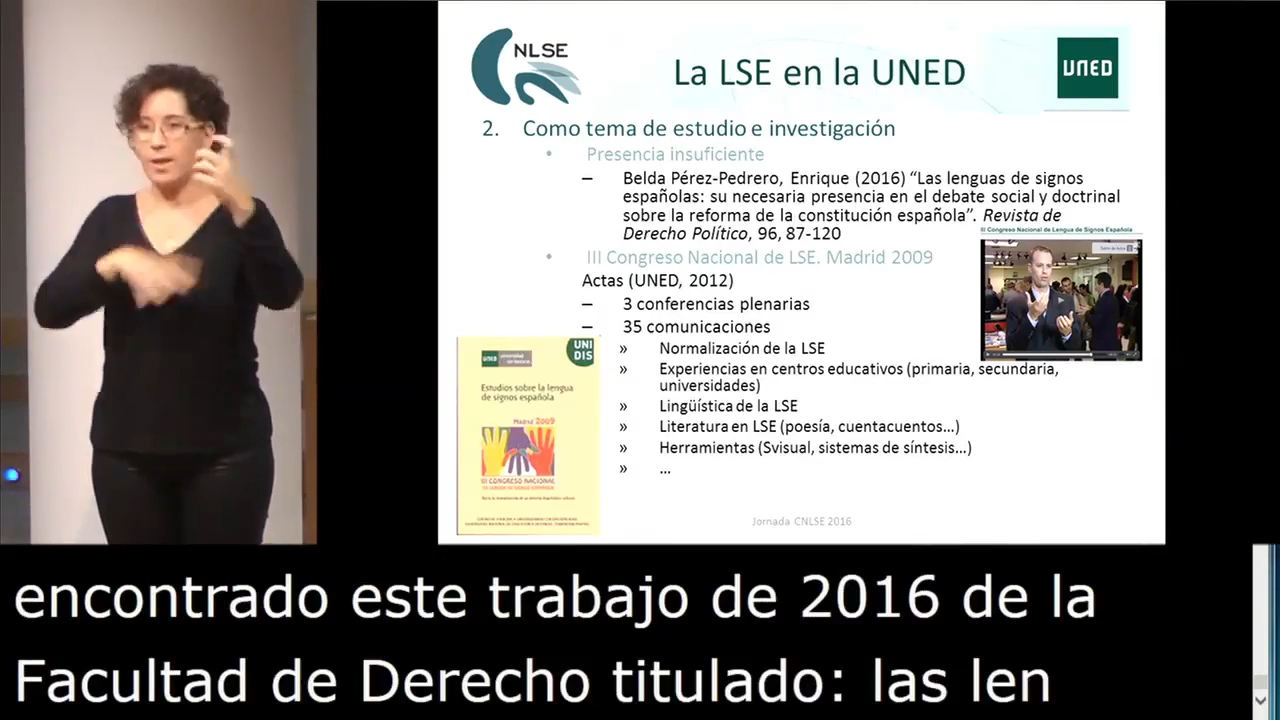 CNLSE
La LSE en la UNED
UNED
2. Como tema de estudio e investigación
• Presencia insuficiente
– Belda Pérez-Pedrero, Enrique (2016) “Las lenguas de signos
españolas: su necesaria presencia en el debate social y doctrinal
sobre la reforma de la constitución española”. Revista de
Derecho Político, 96, 87-120
III Congreso Nacional de Lengua de Signos Española
• III Congreso Nacional de LSE. Madrid 2009
Actas (UNED, 2012)
– 3 conferencias plenarias
– 35 comunicaciones
» Normalización de la LSE
» Experiencias en centros educativos (primaria, secundaria,
universidades)
» Lingüística de la LSE
» Literatura en LSE (poesía, cuentacuentos…)
» Herramientas (Svisual, sistemas de síntesis…)
» …
UNI
DIS
UNED
Estudios sobre la lengua
de signos española
Madrid 2009
III CONGRESO NACIONAL
Jornada CNLSE 2016
encontrado este trabajo de 2016 de la
Facultad de Derecho titulado: las len